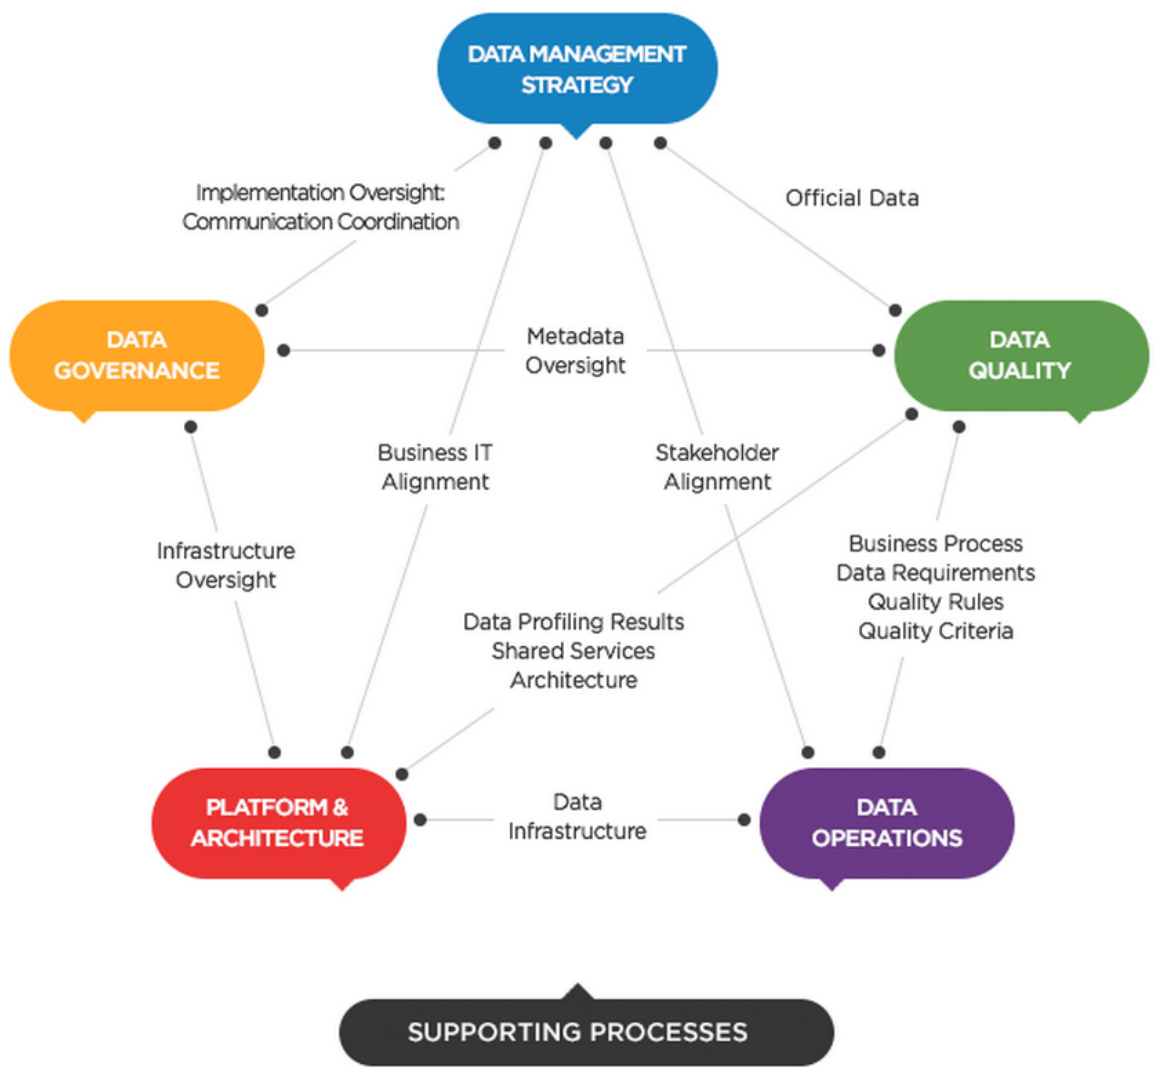 DATA MANAGEMENT
STRATEGY
Implementation Oversight:
Communication Coordination
Official Data
DATA
GOVERNANCE
Metadata
Oversight
DATA
QUALITY
Business IT
Alignment
Stakeholder
Alignment
Infrastructure
Oversight
Business Process
Data Requirements
Quality Rules
Quality Criteria
Data Profiling Results
Shared Services
Architecture
PLATFORM &
ARCHITECTURE
Data
Infrastructure
DATA
OPERATIONS
SUPPORTING PROCESSES